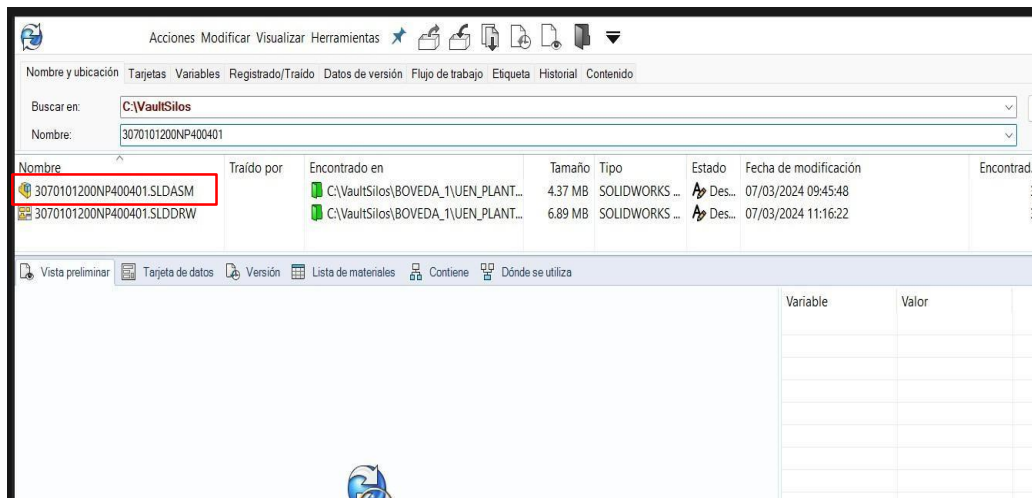 Acciones Modificar Visualizar Herramientas
Nombre y ubicación Tarjetas Variables Registrado/Traído Datos de versión Flujo de trabajo Etiqueta Historial Contenido
Buscar en: C:\VaultSilos
Nombre: 3070101200NP400401
Nombre Traído por Encontrado en Tamaño Tipo Estado Fecha de modificación Encontrad
3070101200NP400401.SLDASM C:\VaultSilos\BOVEDA_1\UEN_PLANT... 4.37 MB SOLIDWORKS ... Des... 07/03/2024 09:45:48
3070101200NP400401.SLDDRW C:\VaultSilos\BOVEDA_1\UEN_PLANT... 6.89 MB SOLIDWORKS ... Des... 07/03/2024 11:16:22
Vista preliminar Tarjeta de datos Versión Lista de materiales Contiene Dónde se utiliza
Variable Valor